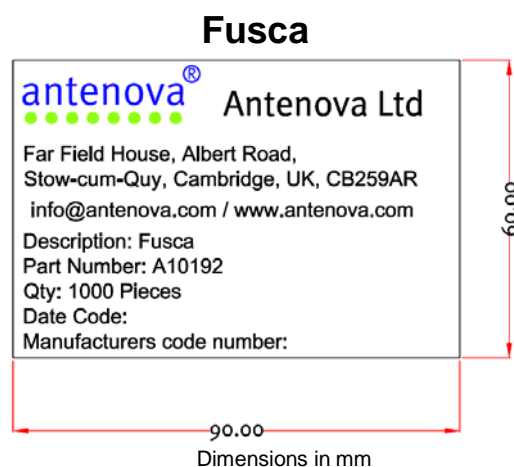 Fusca
antenova®
Antenova Ltd
Far Field House, Albert Road,
Stow-cum-Quy, Cambridge, UK, CB259AR
info@antenova.com / www.antenova.com
Description: Fusca
Part Number: A10192
Qty: 1000 Pieces
Date Code:
Manufacturers code number:
60.00
90.00
Dimensions in mm